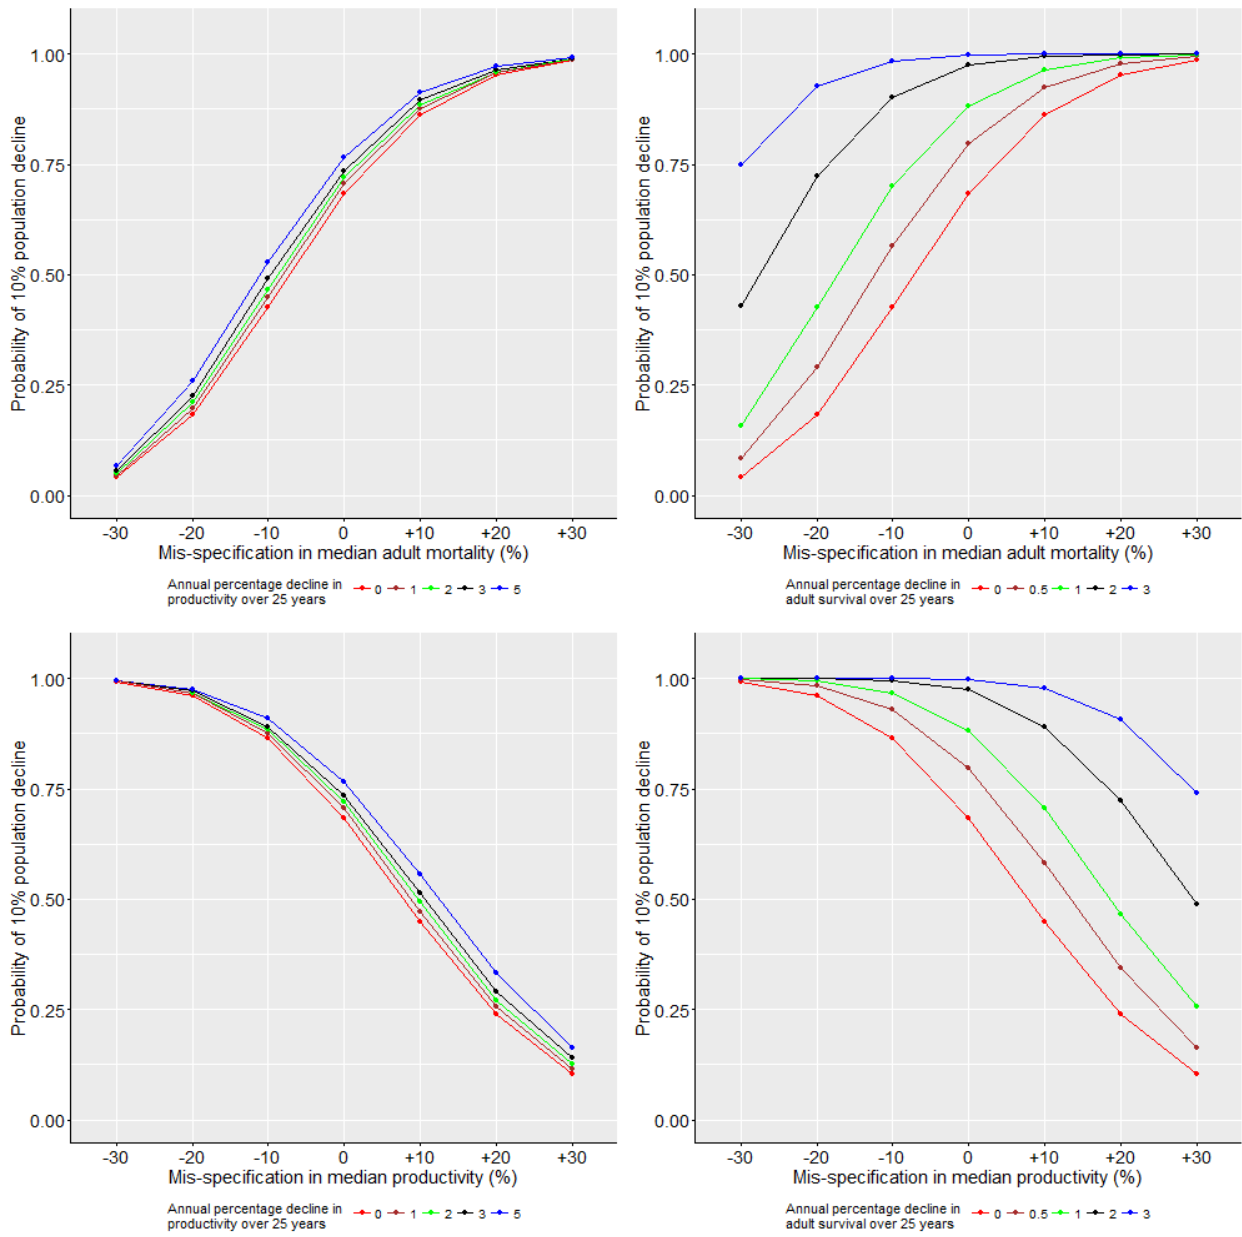 Probability of 10% population decline
1.00
0.75
0.50
0.25
0.00
-30 -20 -10 0 +10 +20 +30
Mis-specification in median adult mortality (%)
Annual percentage decline in
productivity over 25 years
0 1 2 3 5
Probability of 10% population decline
1.00
0.75
0.50
0.25
0.00
-30 -20 -10 0 +10 +20 +30
Mis-specification in median adult mortality (%)
Annual percentage decline in
adult survival over 25 years
0 0.5 1 2 3
Probability of 10% population decline
1.00
0.75
0.50
0.25
0.00
-30 -20 -10 0 +10 +20 +30
Mis-specification in median productivity (%)
Annual percentage decline in
productivity over 25 years
0 1 2 3 5
Probability of 10% population decline
1.00
0.75
0.50
0.25
0.00
-30 -20 -10 0 +10 +20 +30
Mis-specification in median productivity (%)
Annual percentage decline in
adult survival over 25 years
0 0.5 1 2 3